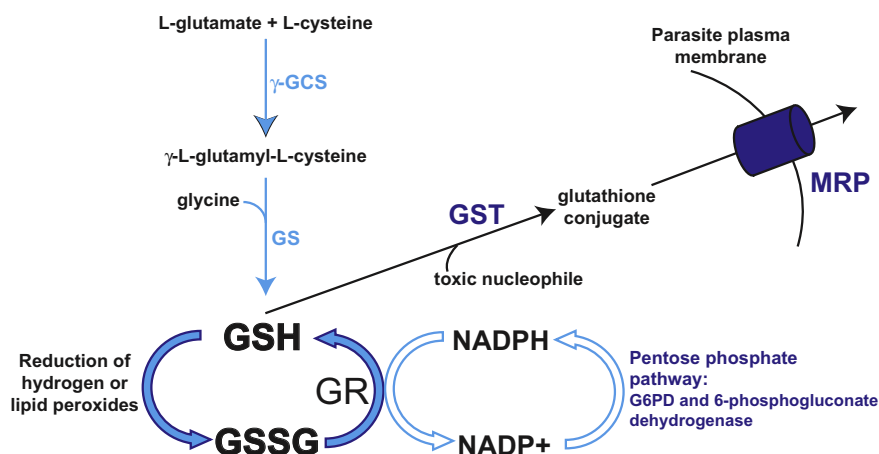 L-glutamate + L-cysteine
γ-GCS
γ-L-glutamyl-L-cysteine
glycine
GS
Parasite plasma
membrane
MRP
GST
glutathione
conjugate
toxic nucleophile
GSH
NADPH
Reduction of
hydrogen or
lipid peroxides
GR
Pentose phosphate
pathway:
G6PD and 6-phosphogluconate
dehydrogenase
GSSG
NADP+